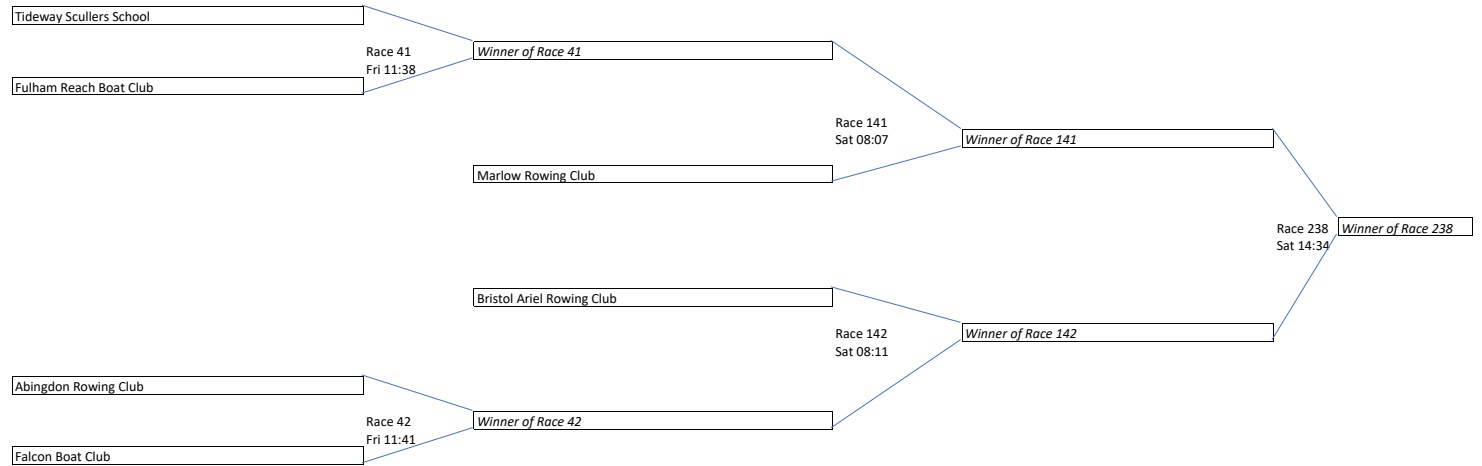 Tideway Scullers School
Race 41
Fri 11:38
Winner of Race 41
Fulham Reach Boat Club
Race 141
Sat 08:07
Winner of Race 141
Marlow Rowing Club
Race 238
Sat 14:34
Winner of Race 238
Bristol Ariel Rowing Club
Race 142
Sat 08:11
Winner of Race 142
Abingdon Rowing Club
Race 42
Fri 11:41
Winner of Race 42
Falcon Boat Club